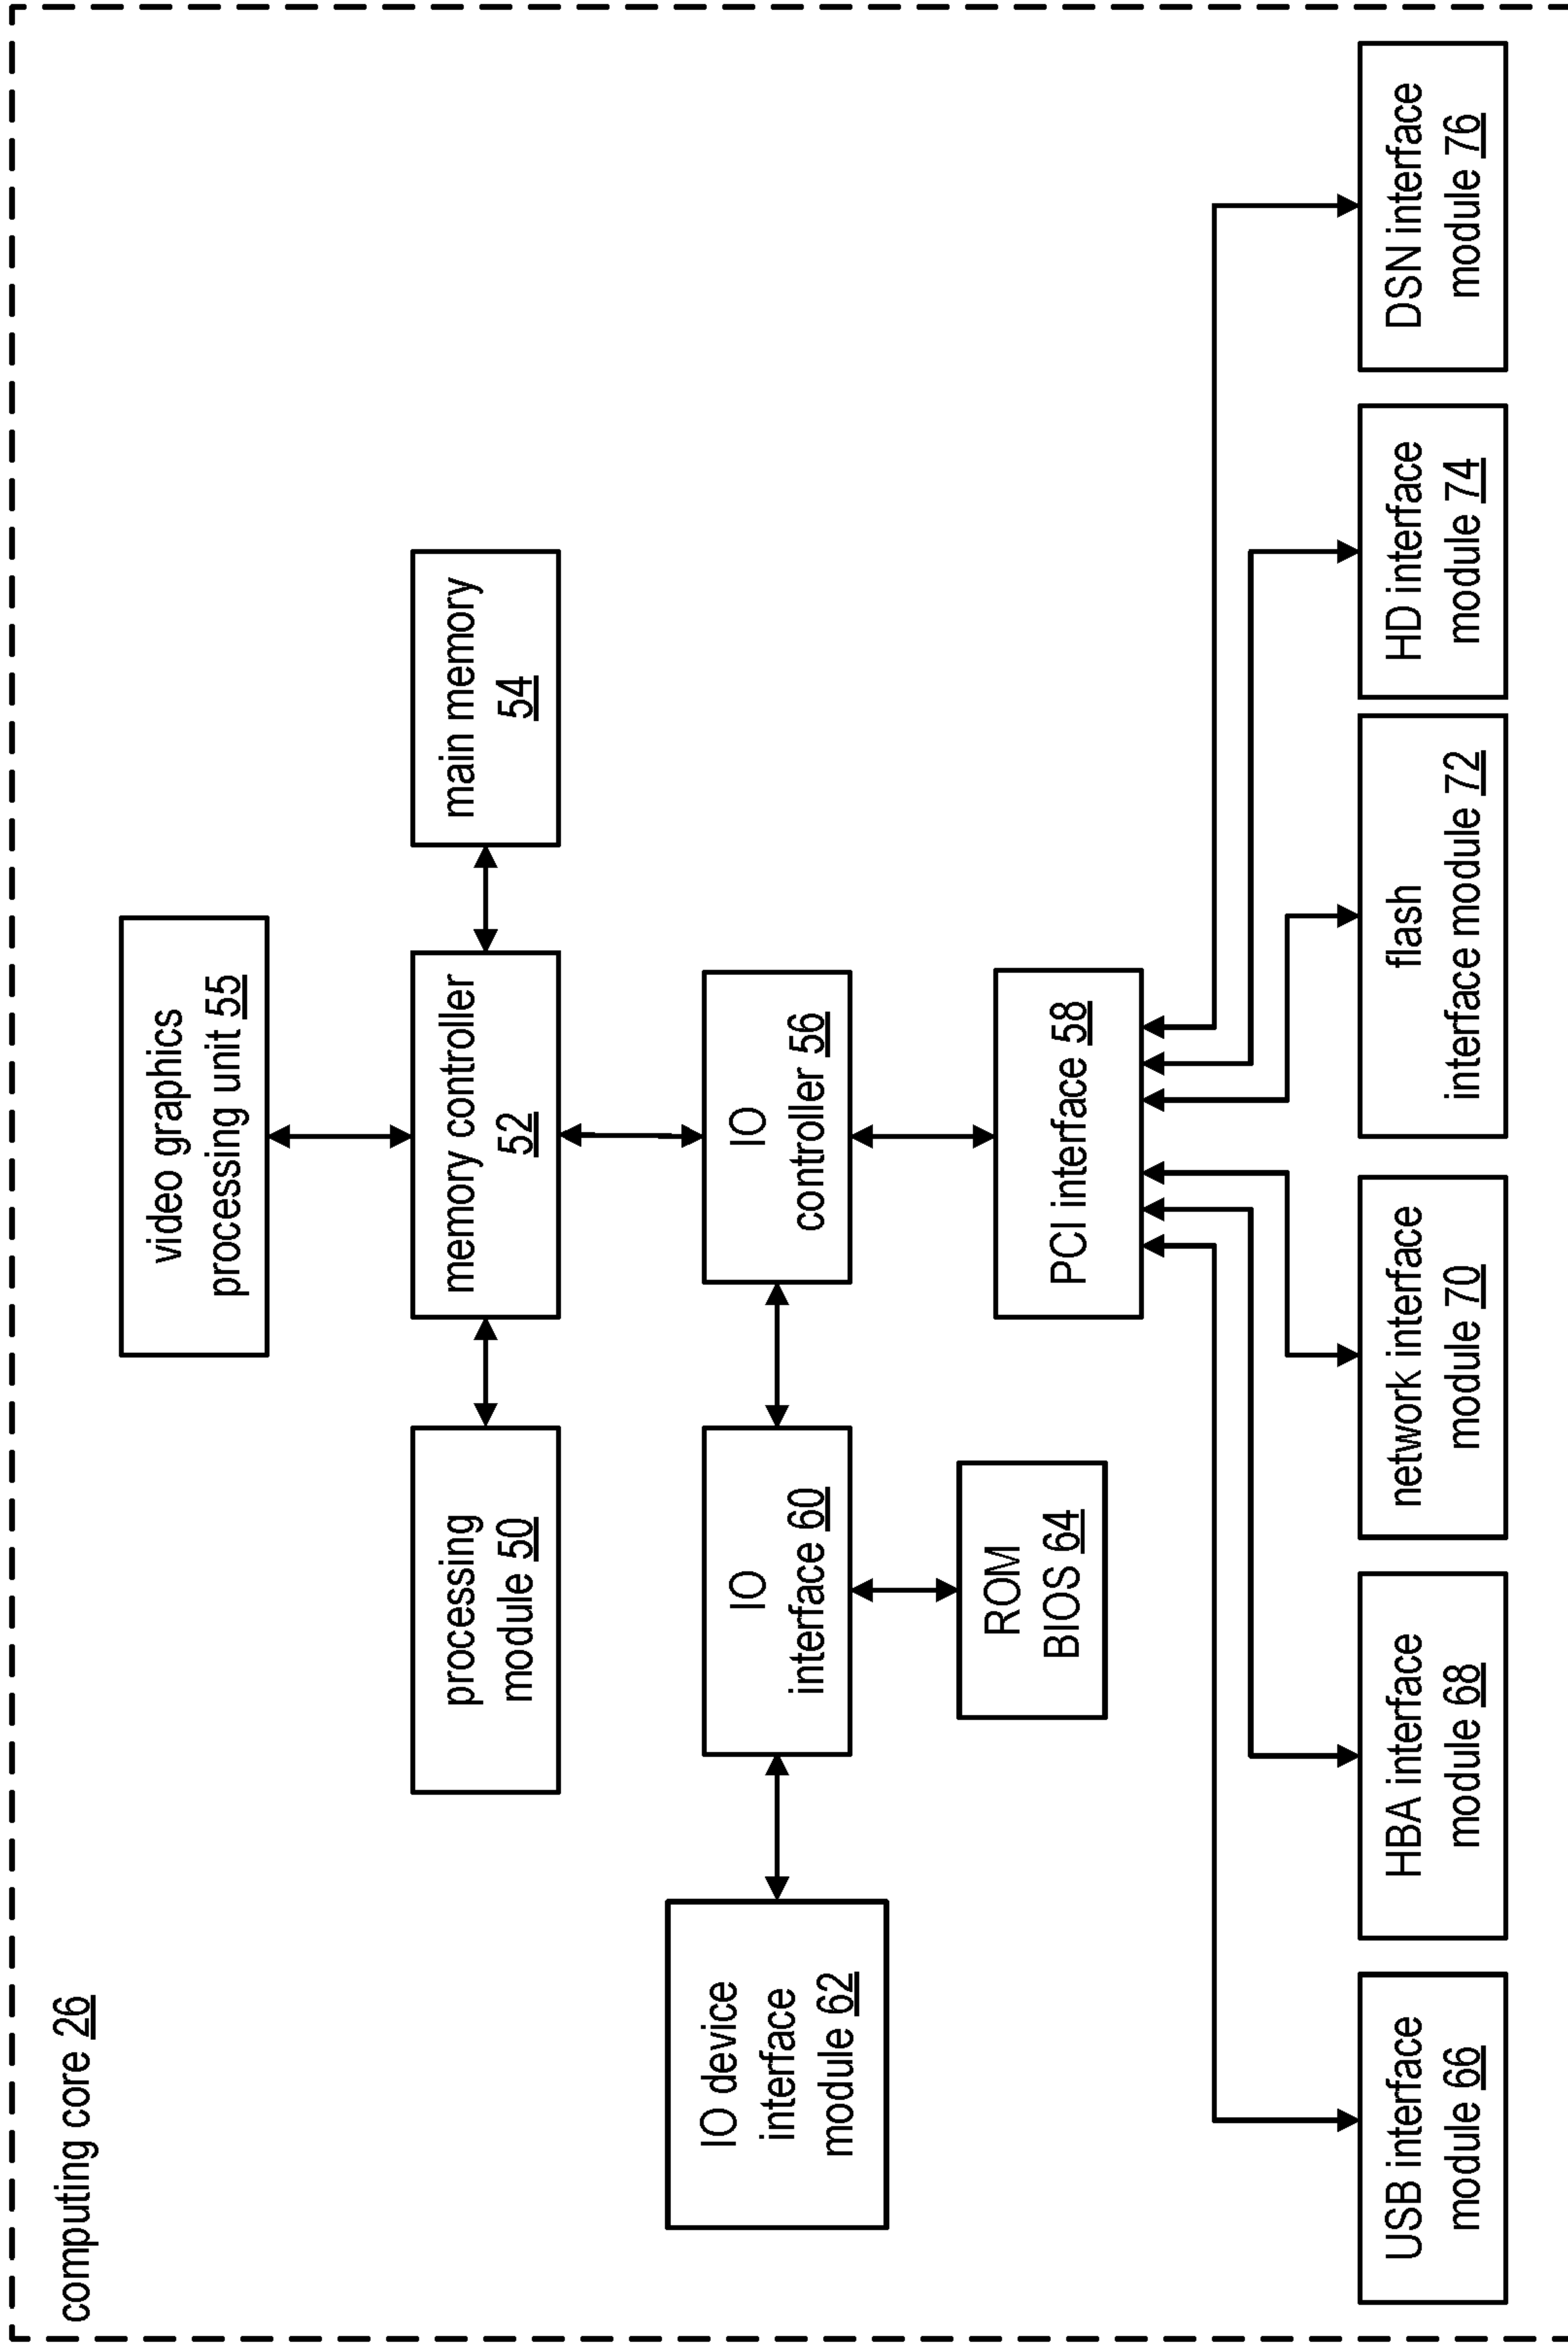 computing core 26
video graphics
processing unit 55
processing
module 50
memory controller
52
main memory
54
IO device
interface
module 62
IO
interface 60
IO
controller 56
ROM
BIOS 64
PCI interface 58
USB interface
module 66
HBA interface
module 68
network interface
module 70
flash
interface module 72
HD interface
module 74
DSN interface
module 76